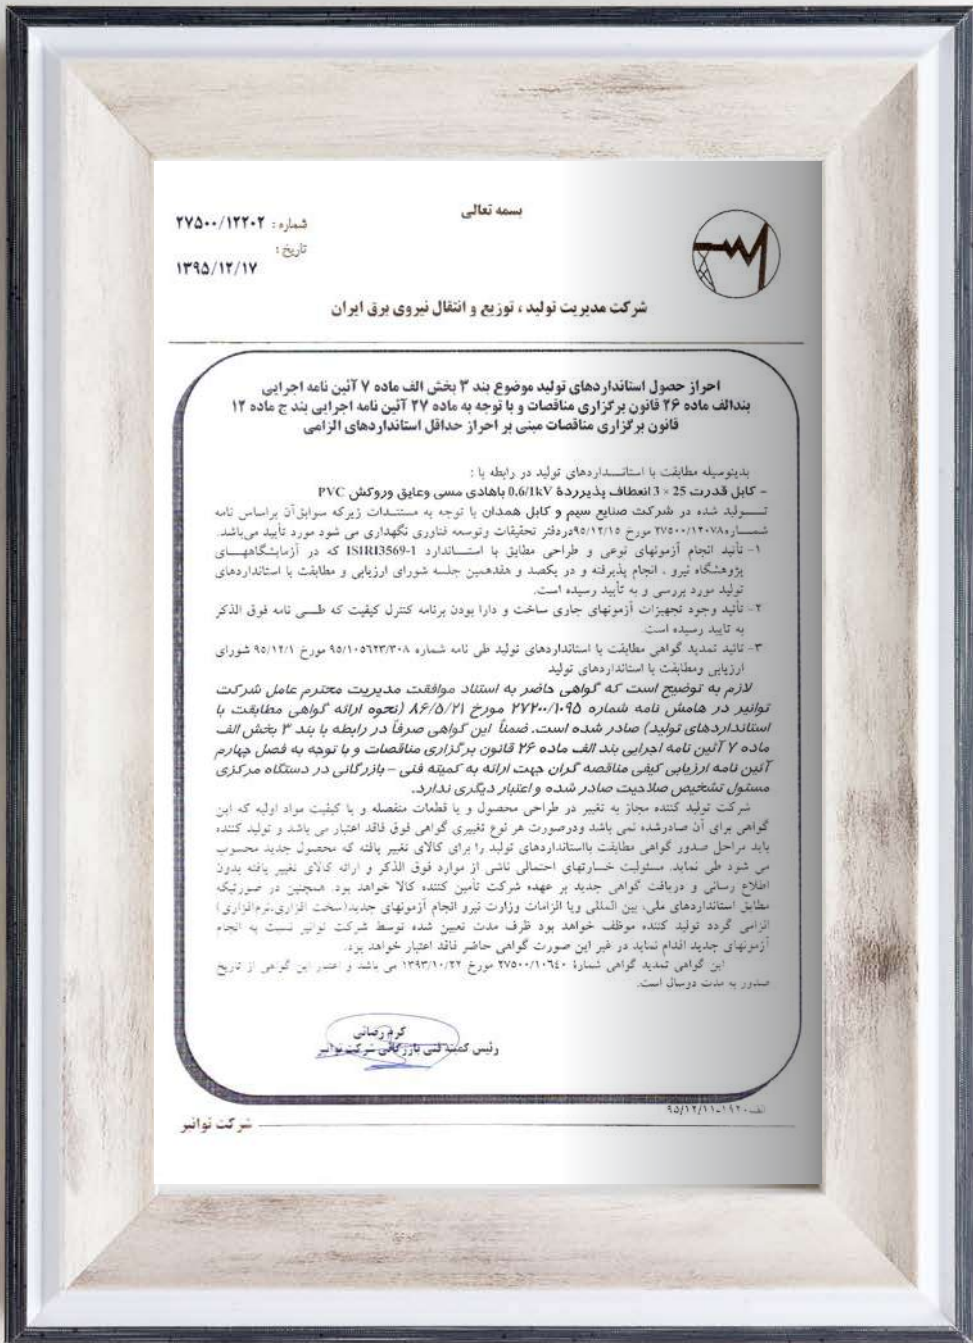 بسمه تعالی
شماره : ۲۷۵۰۰/۱۲۲۰۲
تاریخ :
۱۳۹۵/۱۲/۱۷
شرکت مدیریت تولید ، توزیع و انتقال نیروی برق ایران
احراز حصول استانداردهای تولید موضوع بند ۳ بخش الف ماده ۷ آئین نامه اجرایی
بندالف ماده ۲۶ قانون برگزاری مناقصات و با توجه به ماده ۲۷ آئین نامه اجرایی بند ج ماده ۱۲
قانون برگزاری مناقصات مبنی بر احراز حداقل استانداردهای الزامی
بدینوسیله مطابقت با استانداردهای تولید در رابطه با :
- کابل قدرت 25 × 3 انعطاف پذیرردۀ 0.6/1kV باهادی مسی وعایق وروکش PVC
تولید شده در شرکت صنایع سیم و کابل همدان با توجه به مستندات زیرکه سوابق آن براساس نامه
شماره ۲۷۵۰۰/۱۲۰۷۸ مورخ ۹۵/۱۲/۱۵ دردفتر تحقیقات وتوسعه فناوری نگهداری می شود مورد تأیید می‌باشد.
۱- تأئید انجام آزمونهای نوعی و طراحی مطابق با استاندارد ISIRI3569-1 که در آزمایشگاههای
پژوهشگاه نیرو ، انجام پذیرفته و در یکصد و هفدهمین جلسه شورای ارزیابی و مطابقت با استانداردهای
تولید مورد بررسی و به تأیید رسیده است.
۲- تأئید وجود تجهیزات آزمونهای جاری ساخت و دارا بودن برنامه کنترل کیفیت که طی نامه فوق الذکر
به تایید رسیده است.
۳- تائید تمدید گواهی مطابقت با استانداردهای تولید طی نامه شماره ۹۵/۱۰۵۶۲۳/۳۰۸ مورخ ۹۵/۱۲/۱ شورای
ارزیابی ومطابقت با استانداردهای تولید
لازم به توضیح است که گواهی حاضر به استناد موافقت مدیریت محترم عامل شرکت
توانیر در هامش نامه شماره ۲۷۲۰۰/۱۰۹۵ مورخ ۸۶/۵/۲۱ (نحوه ارائه گواهی مطابقت با
استانداردهای تولید) صادر شده است. ضمناً این گواهی صرفاً در رابطه با بند ۳ بخش الف
ماده ۷ آئین نامه اجرایی بند الف ماده ۲۶ قانون برگزاری مناقصات و با توجه به فصل چهارم
آئین نامه ارزیابی کیفی مناقصه گران جهت ارائه به کمیته فنی – بازرگانی در دستگاه مرکزی
مسئول تشخیص صلاحیت صادر شده و اعتبار دیگری ندارد.
شرکت تولید کننده مجاز به تغییر در طراحی محصول و یا قطعات منفصله و یا کیفیت مواد اولیه که این
گواهی برای آن صادرشده نمی باشد ودرصورت هر نوع تغییری گواهی فوق فاقد اعتبار می باشد و تولید کننده
باید مراحل صدور گواهی مطابقت بااستانداردهای تولید را برای کالای تغییر یافته که محصول جدید محسوب
می شود طی نماید. مسئولیت خسارتهای احتمالی ناشی از موارد فوق الذکر و ارائه کالای تغییر یافته بدون
اطلاع رسانی و دریافت گواهی جدید بر عهده شرکت تأمین کننده کالا خواهد بود. همچنین در صورتیکه
مطابق استانداردهای ملی، بین المللی ویا الزامات وزارت نیرو انجام آزمونهای جدید(سخت افزاری،نرم‌افزاری)
الزامی گردد تولید کننده موظف خواهد بود ظرف مدت تعیین شده توسط شرکت توانیر نسبت به انجام
آزمونهای جدید اقدام نماید در غیر این صورت گواهی حاضر فاقد اعتبار خواهد بود.
این گواهی تمدید گواهی شمارۀ ۲۷۵۰۰/۱۰۶٤۰ مورخ ۱۳۹۳/۱۰/۲۲ می باشد و اعتبار این گواهی از تاریخ
صدور به مدت دوسال است.
کرم رضائی
رئیس کمیته فنی بازرگانی شرکت توانیر
الف-۱۹۲۰-۹۵/۱۲/۱۱
شرکت توانیر